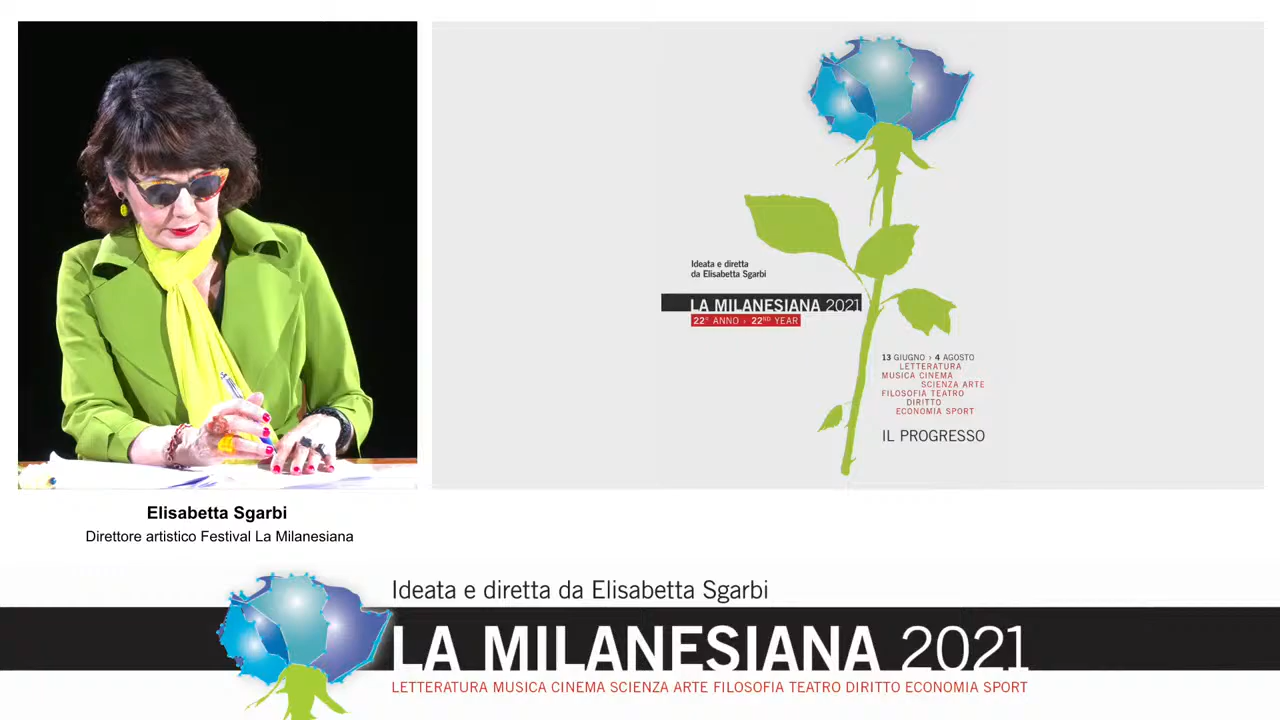 Ideata e diretta
da Elisabetta Sgarbi
LA MILANESIANA 2021
22° ANNO › 22ND YEAR
13 GIUGNO › 4 AGOSTO
LETTERATURA
MUSICA CINEMA
SCIENZA ARTE
FILOSOFIA TEATRO
DIRITTO
ECONOMIA SPORT
IL PROGRESSO
Elisabetta Sgarbi
Direttore artistico Festival La Milanesiana
Ideata e diretta da Elisabetta Sgarbi
LA MILANESIANA 2021
LETTERATURA MUSICA CINEMA SCIENZA ARTE FILOSOFIA TEATRO DIRITTO ECONOMIA SPORT